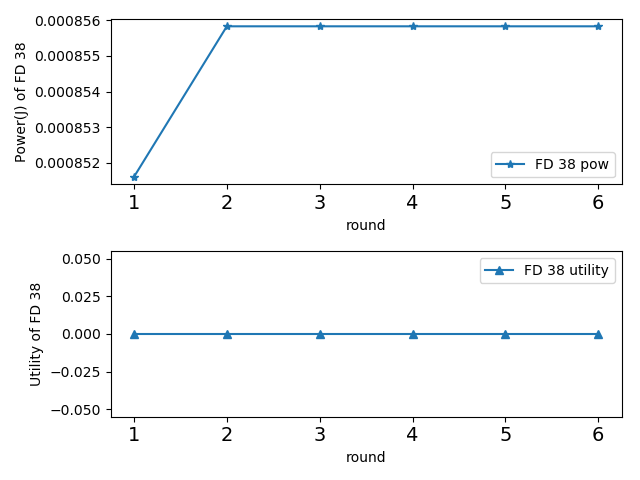 Power(J) of FD 38
0.000856
0.000855
0.000854
0.000853
0.000852
FD 38 pow
1 2 3 4 5 6
round
Utility of FD 38
0.050
0.025
0.000
−0.025
−0.050
FD 38 utility
1 2 3 4 5 6
round